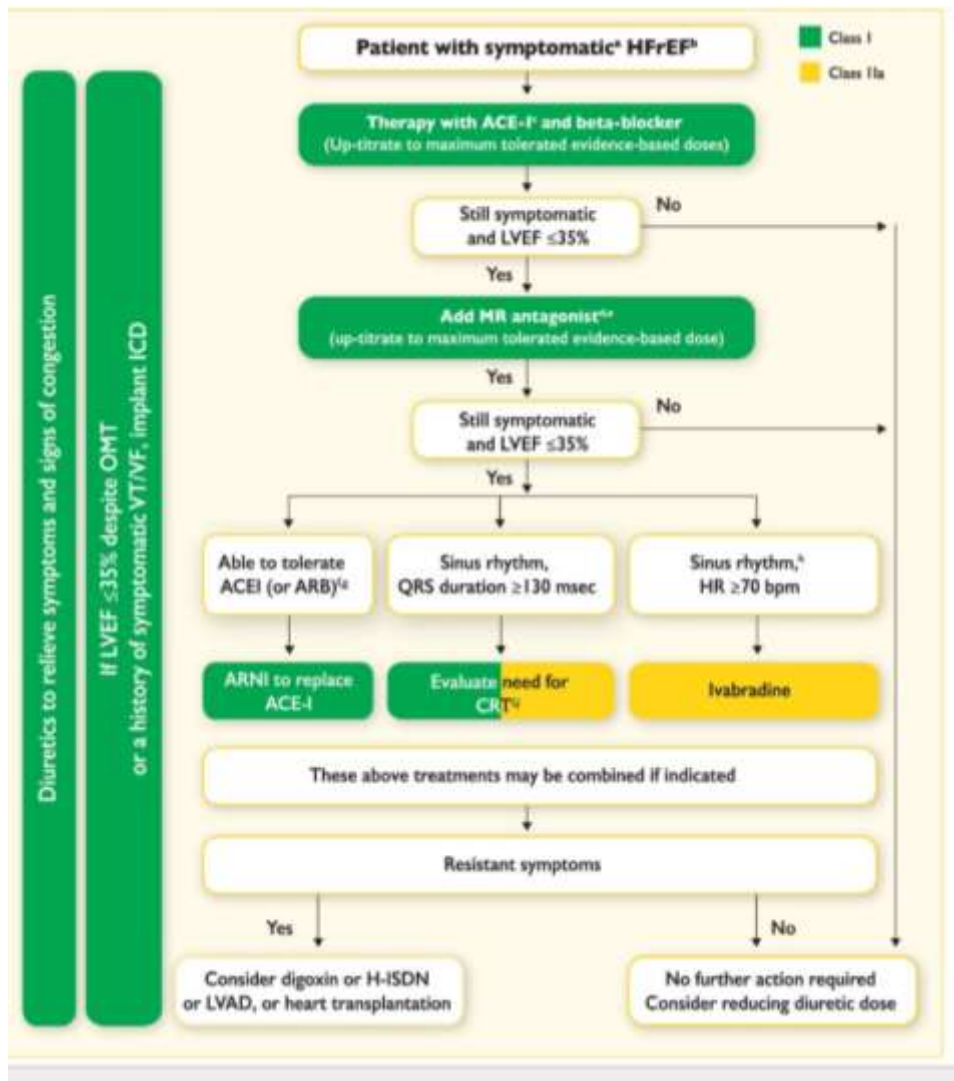 Patient with symptomaticᵃ HFrEFᵇ
Class I
Class IIa
Diuretics to relieve symptoms and signs of congestion
If LVEF ≤35% despite OMT
or a history of symptomatic VT/VF, implant ICD
Therapy with ACE-Iᶜ and beta-blocker
(Up-titrate to maximum tolerated evidence-based doses)
Still symptomatic
and LVEF ≤35%
No
Yes
Add MR antagonistᵈ,ᵉ
(up-titrate to maximum tolerated evidence-based dose)
Yes
Still symptomatic
and LVEF ≤35%
No
Yes
Able to tolerate
ACEI (or ARB)ᶠ,ᵍ
Sinus rhythm,
QRS duration ≥130 msec
Sinus rhythm,ʰ
HR ≥70 bpm
ARNI to replace
ACE-I
Evaluate need for
CRTⁱ,ʲ
Ivabradine
These above treatments may be combined if indicated
Resistant symptoms
Yes
No
Consider digoxin or H-ISDN
or LVAD, or heart transplantation
No further action required
Consider reducing diuretic dose